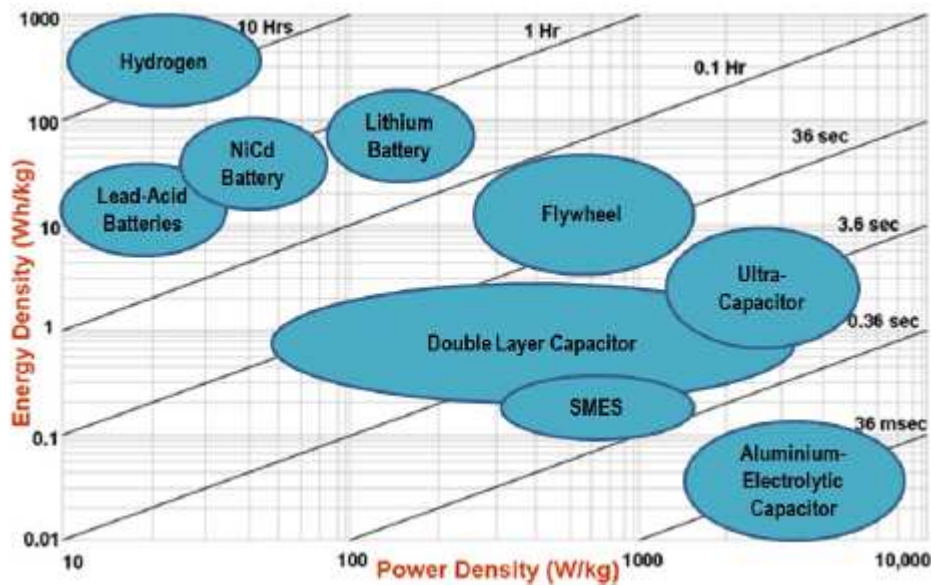 1000
10 Hrs
1 Hr
Hydrogen
0.1 Hr
100
Lithium
Battery
36 sec
NiCd
Battery
Lead-Acid
Batteries
Flywheel
10
3.6 sec
Ultra-
Capacitor
1
0.36 sec
Double Layer Capacitor
SMES
0.1
36 msec
Aluminium-
Electrolytic
Capacitor
0.01
10
100
1000
10,000
Energy Density (Wh/kg)
Power Density (W/kg)